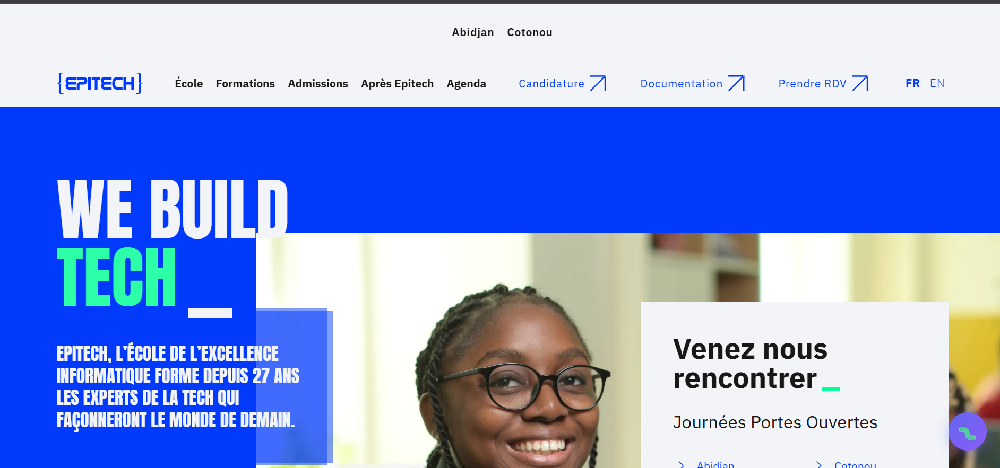 Abidjan Cotonou
{EPITECH} École Formations Admissions Après Epitech Agenda Candidature Documentation Prendre RDV FR EN
WE BUILD
TECH_
EPITECH, L’ÉCOLE DE L’EXCELLENCE
INFORMATIQUE FORME DEPUIS 27 ANS
LES EXPERTS DE LA TECH QUI
FAÇONNERONT LE MONDE DE DEMAIN.
Venez nous
rencontrer_
Journées Portes Ouvertes
Abidjan Cotonou